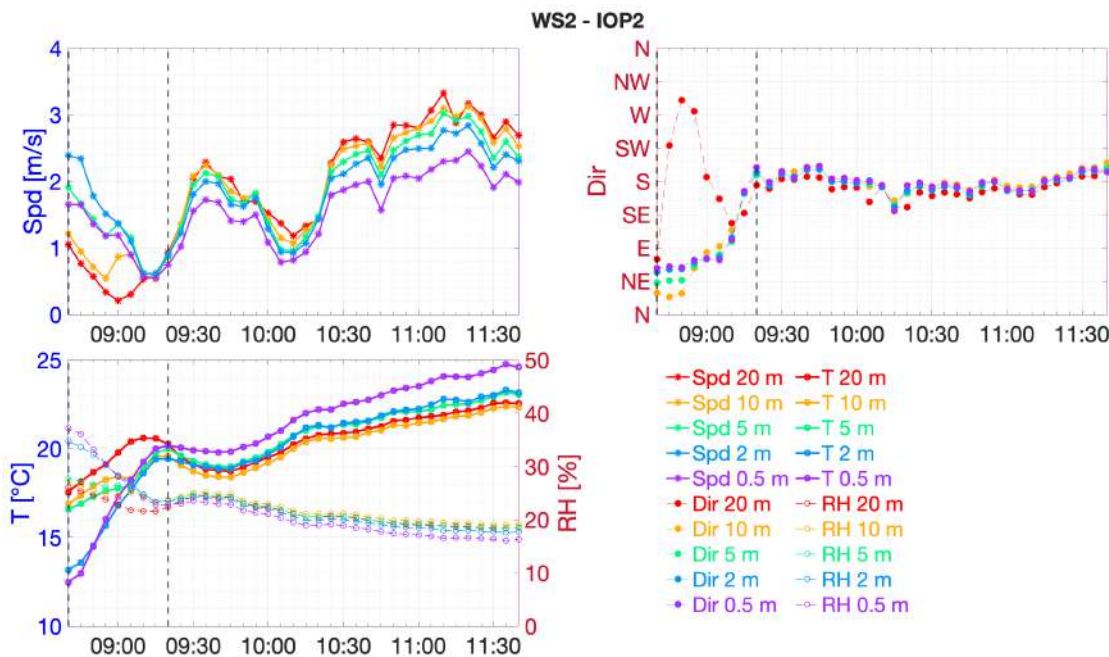 WS2 - IOP2
4
3
2
1
0
Spd [m/s]
09:00 09:30 10:00 10:30 11:00 11:30
N
NW
W
SW
S
SE
E
NE
N
Dir
09:00 09:30 10:00 10:30 11:00 11:30
25
20
15
10
T [°C]
50
40
30
20
10
0
RH [%]
09:00 09:30 10:00 10:30 11:00 11:30
Spd 20 m T 20 m
Spd 10 m T 10 m
Spd 5 m T 5 m
Spd 2 m T 2 m
Spd 0.5 m T 0.5 m
Dir 20 m RH 20 m
Dir 10 m RH 10 m
Dir 5 m RH 5 m
Dir 2 m RH 2 m
Dir 0.5 m RH 0.5 m